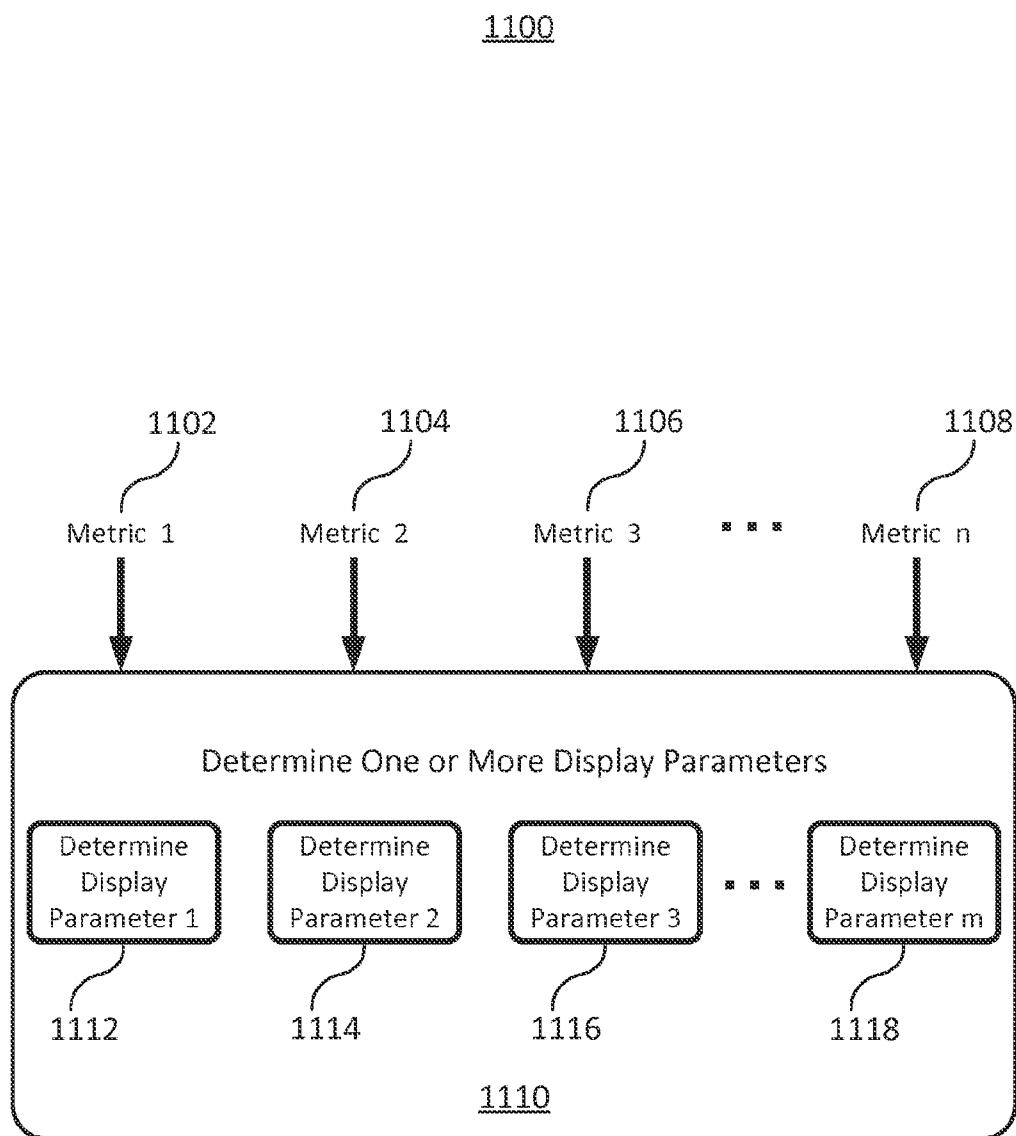 1100
1102 1104 1106 1108
Metric 1 Metric 2 Metric 3 ... Metric n
Determine One or More Display Parameters
Determine Display Parameter 1
Determine Display Parameter 2
Determine Display Parameter 3
...
Determine Display Parameter m
1112 1114 1116 1118
1110